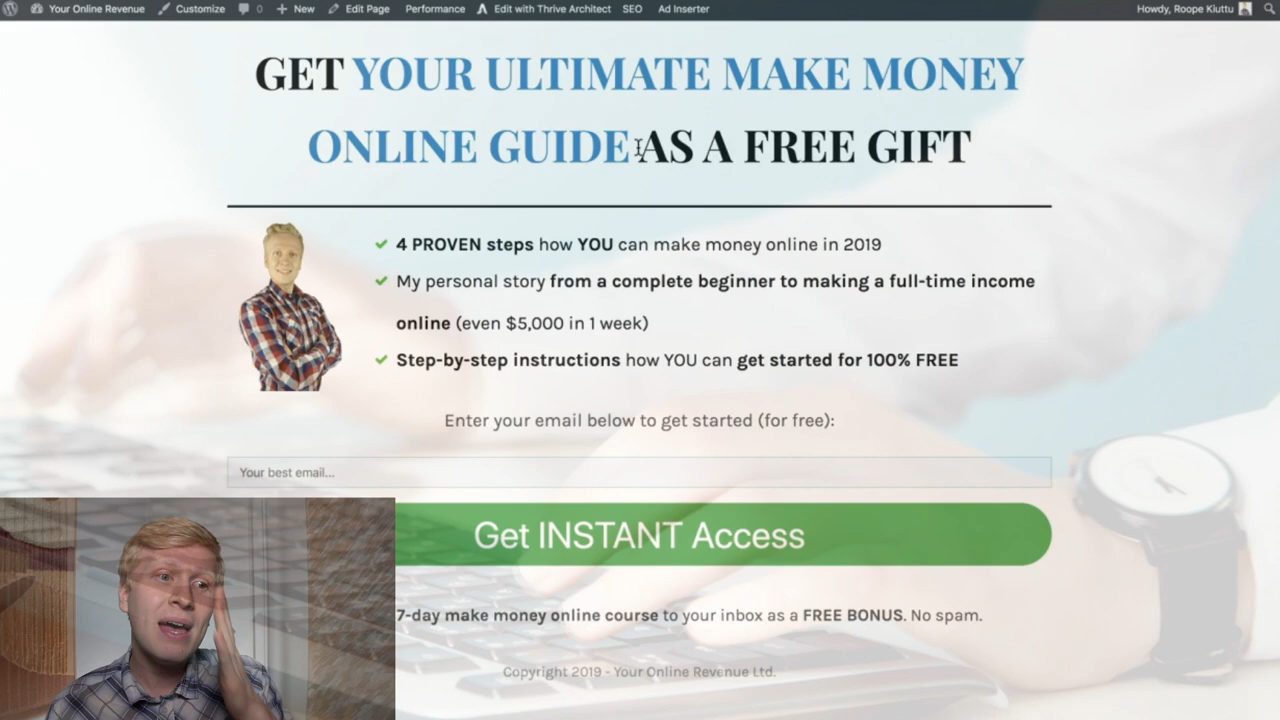 Your Online Revenue Customize 0 New Edit Page Performance Edit with Thrive Architect SEO Ad Inserter Howdy, Roope Kiuttu
GET YOUR ULTIMATE MAKE MONEY
ONLINE GUIDE AS A FREE GIFT
4 PROVEN steps how YOU can make money online in 2019
My personal story from a complete beginner to making a full-time income
online (even $5,000 in 1 week)
Step-by-step instructions how YOU can get started for 100% FREE
Enter your email below to get started (for free):
Your best email...
Get INSTANT Access
7-day make money online course to your inbox as a FREE BONUS. No spam.
Copyright 2019 - Your Online Revenue Ltd.